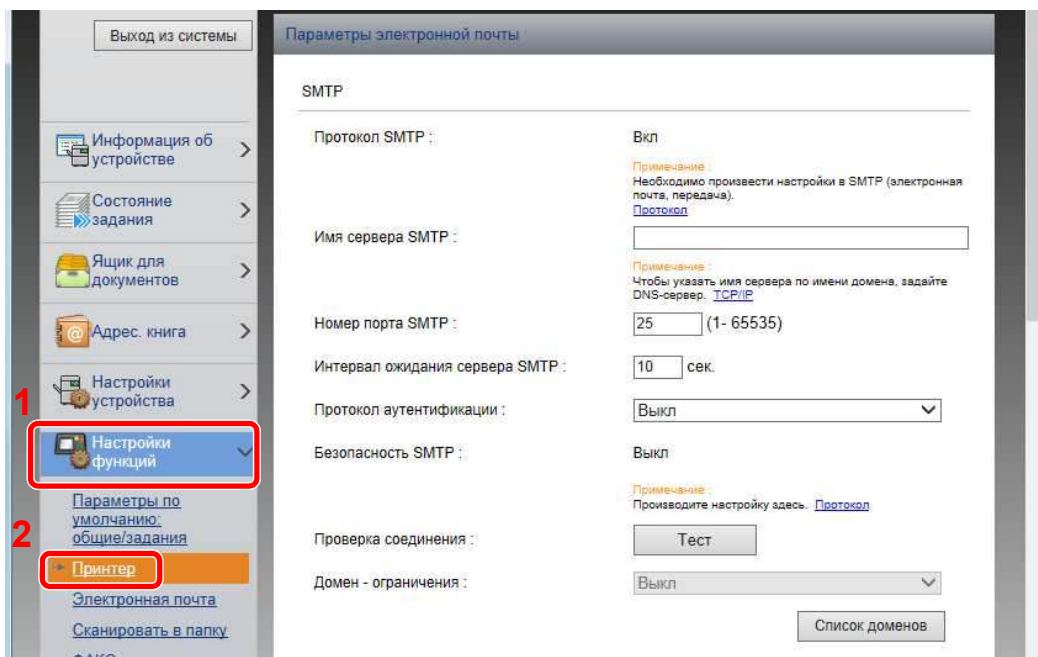 Выход из системы
Информация об
устройстве
Состояние
задания
Ящик для
документов
Адрес. книга
Настройки
устройства
1
Настройки
функций
Параметры по
умолчанию:
общие/задания
2
Принтер
Электронная почта
Сканировать в папку
Параметры электронной почты
SMTP
Протокол SMTP :
Вкл
Примечание :
Необходимо произвести настройки в SMTP (электронная
почта, передача).
Протокол
Имя сервера SMTP :
Примечание :
Чтобы указать имя сервера по имени домена, задайте
DNS-сервер. TCP/IP
Номер порта SMTP :
25 (1- 65535)
Интервал ожидания сервера SMTP :
10 сек.
Протокол аутентификации :
Выкл
Безопасность SMTP :
Выкл
Примечание :
Производите настройку здесь. Протокол
Проверка соединения :
Тест
Домен - ограничения :
Выкл
Список доменов